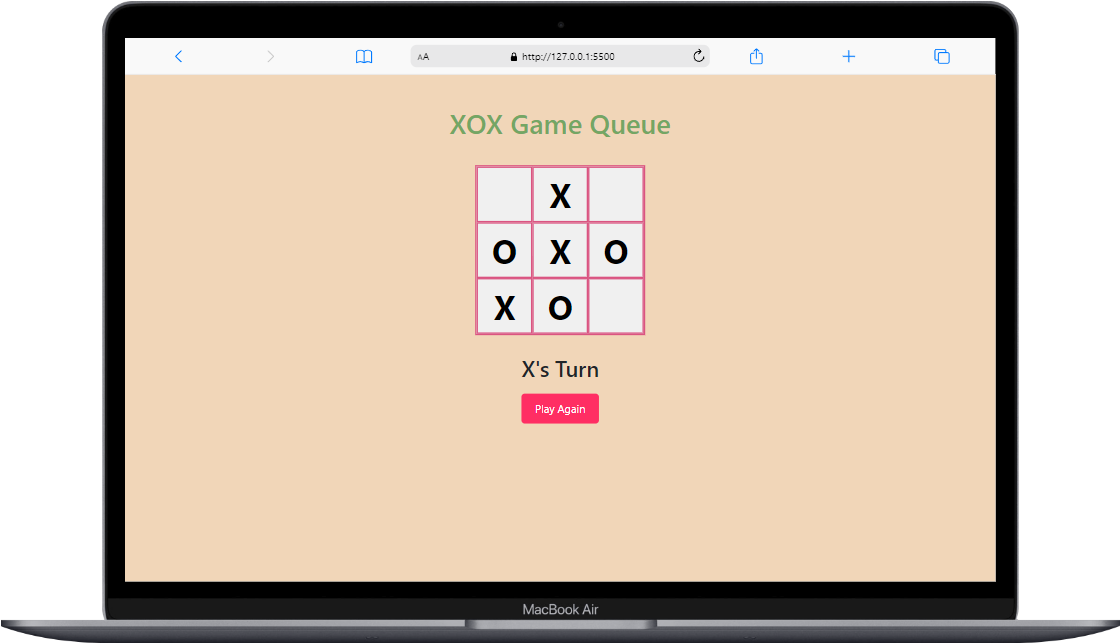 AA http://127.0.0.1:5500
XOX Game Queue
X
O X O
X O
X's Turn
Play Again
MacBook Air